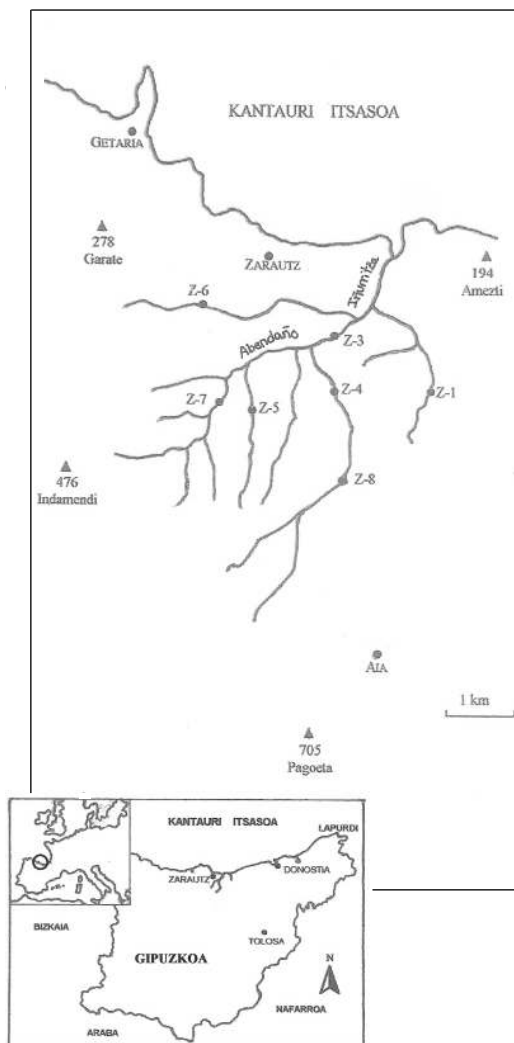 KANTAURI ITSASOA
GETARIA
278
Garate
ZARAUTZ
194
Amezti
Iñurritza
Z-6
Abendaño
Z-3
Z-7
Z-5
Z-4
Z-1
476
Indamendi
Z-8
AIA
1 km
705
Pagoeta
KANTAURI ITSASOA
LAPURDI
ZARAUTZ
DONOSTIA
BIZKAIA
TOLOSA
GIPUZKOA
N
NAFARROA
ARABA